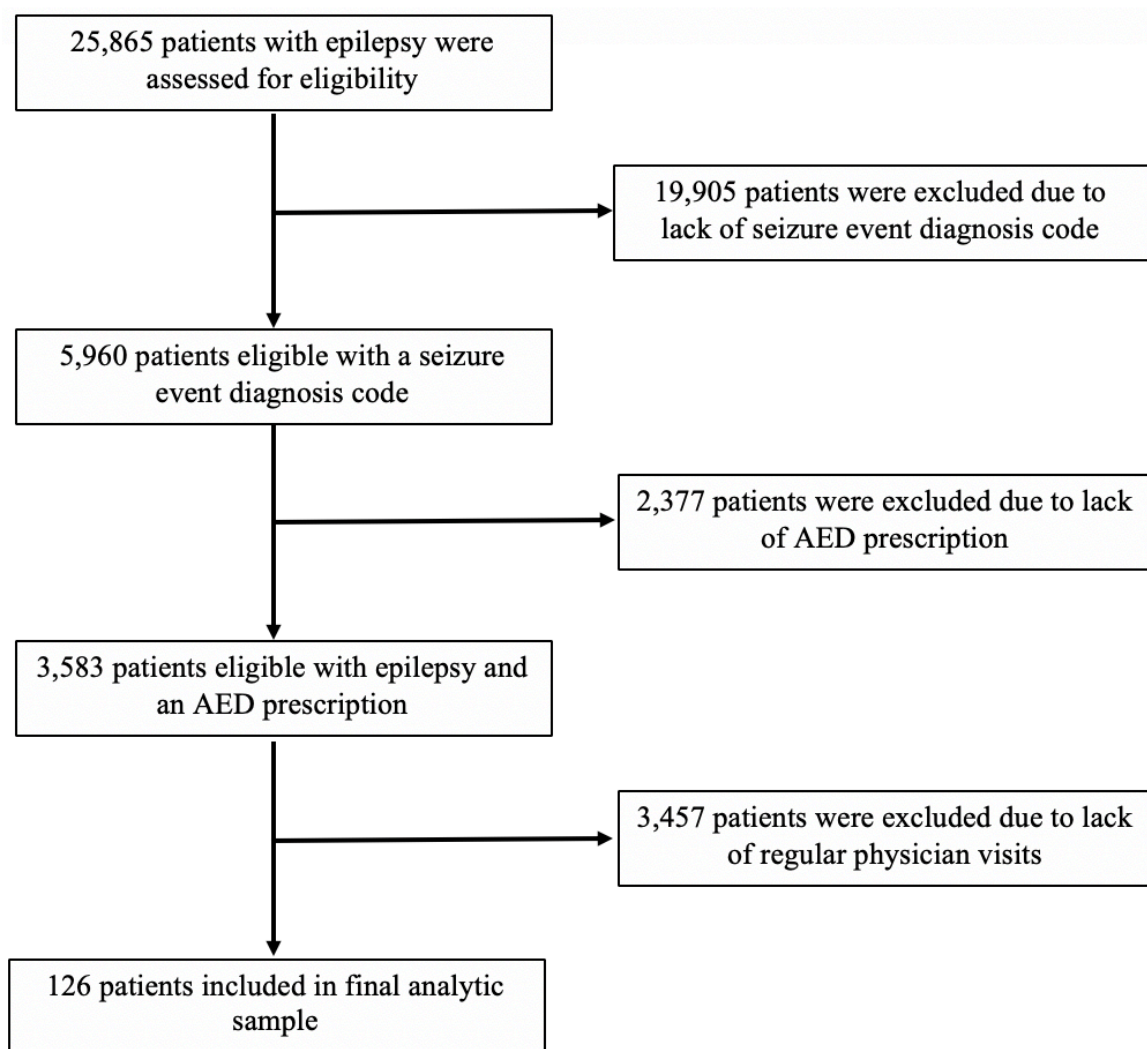 25,865 patients with epilepsy were
assessed for eligibility
19,905 patients were excluded due to
lack of seizure event diagnosis code
5,960 patients eligible with a seizure
event diagnosis code
2,377 patients were excluded due to lack
of AED prescription
3,583 patients eligible with epilepsy and
an AED prescription
3,457 patients were excluded due to lack
of regular physician visits
126 patients included in final analytic
sample